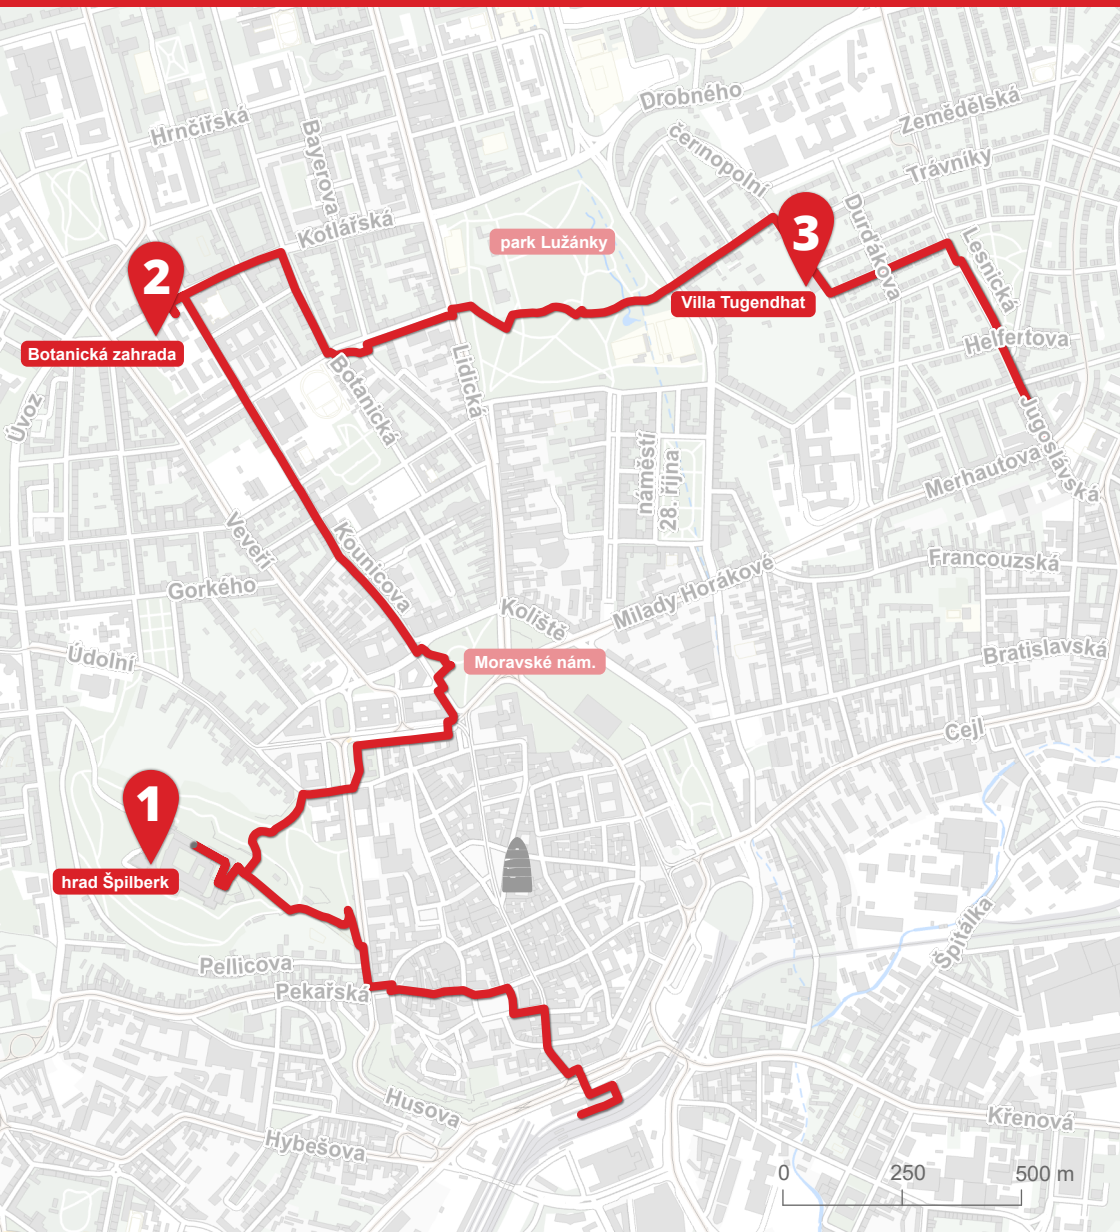 Drobného
Zemědělská
Hrnčířská
Bayerova
čerinopolní
Trávníky
Kotlářská
Durďákova
Lesnická
park Lužánky
3
2
Villa Tugendhat
Helfertova
Botanická zahrada
Botanická
Lidická
Úvoz
Jugoslávská
náměstí
28. října
Merhautova
Veveří
Kounicova
Francouzská
Gorkého
Koliště
Milady Horákové
Údolní
Moravské nám.
Bratislavská
Cejl
1
hrad Špilberk
Špitálka
Pellicova
Pekařská
Husova
Křenová
Hybešova
0 250 500 m